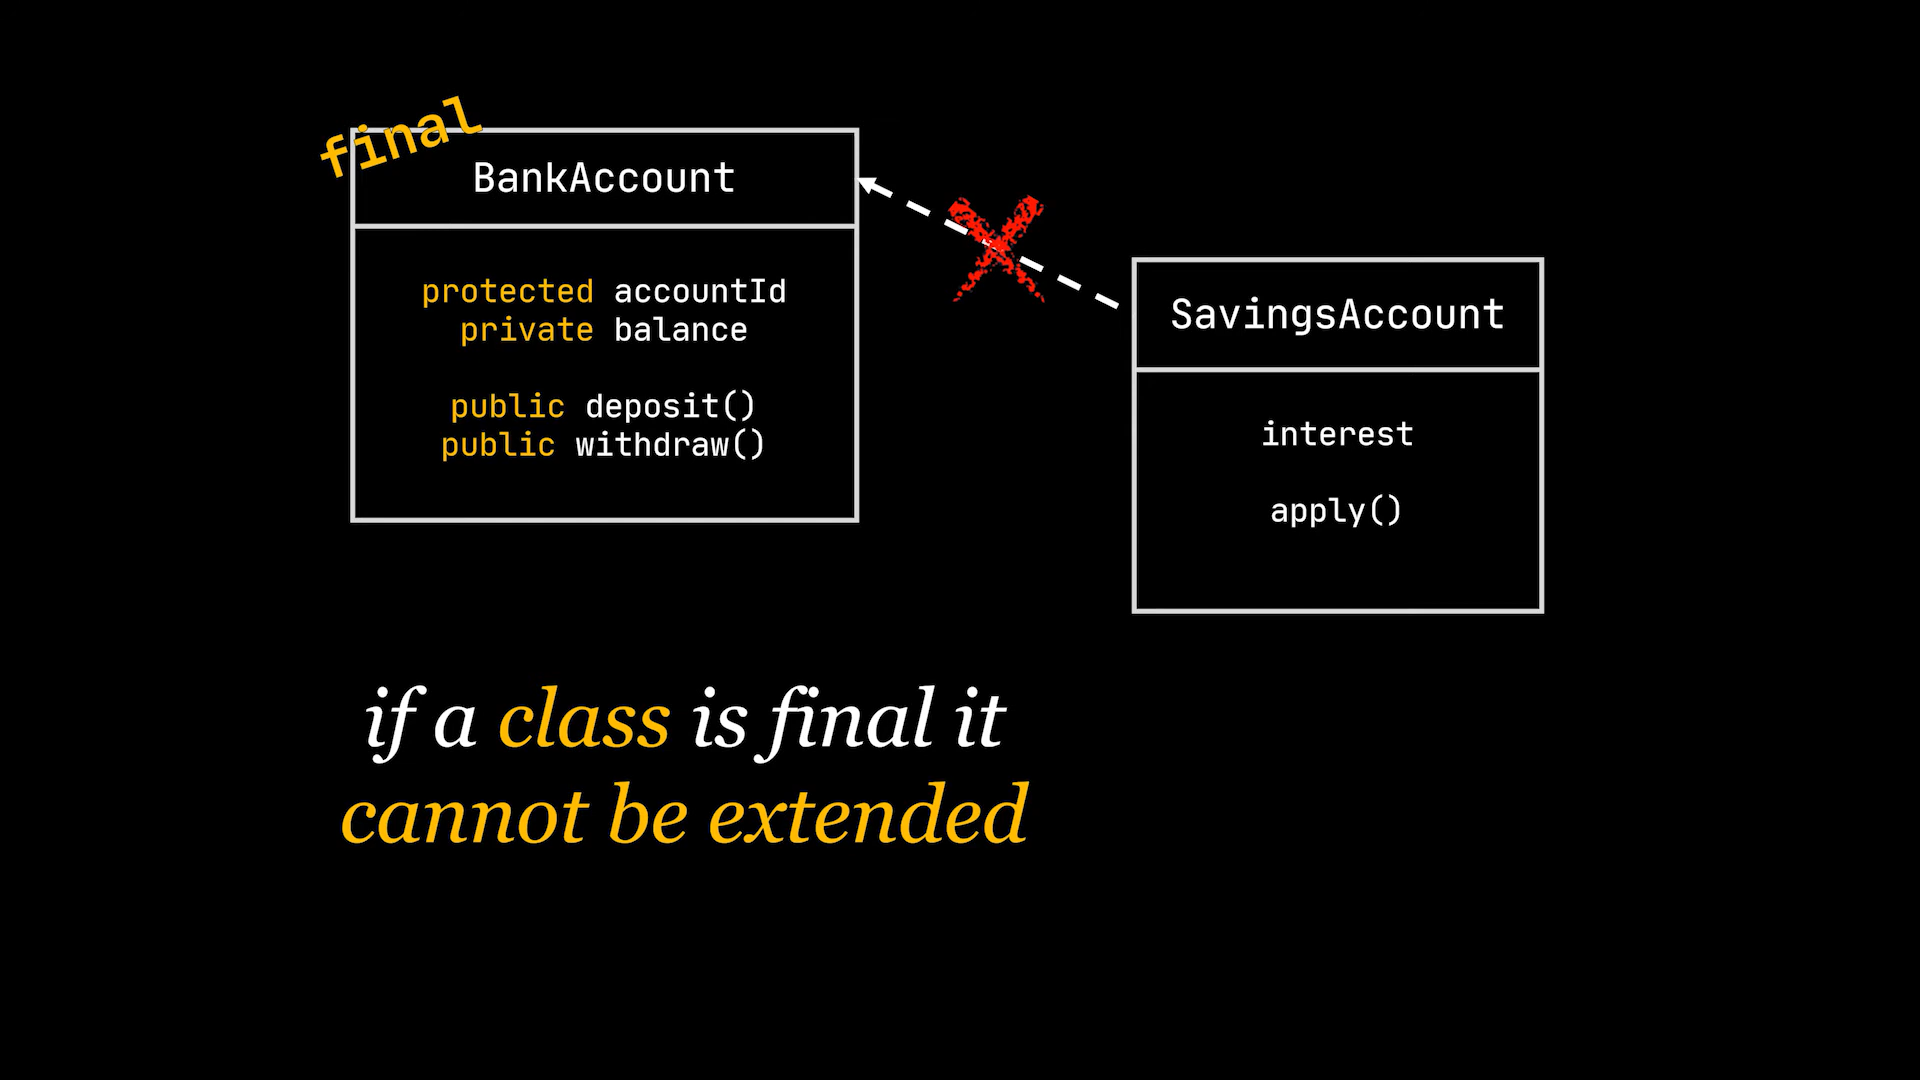 final
BankAccount
protected accountId
private balance
public deposit()
public withdraw()
SavingsAccount
interest
apply()
if a class is final it
cannot be extended